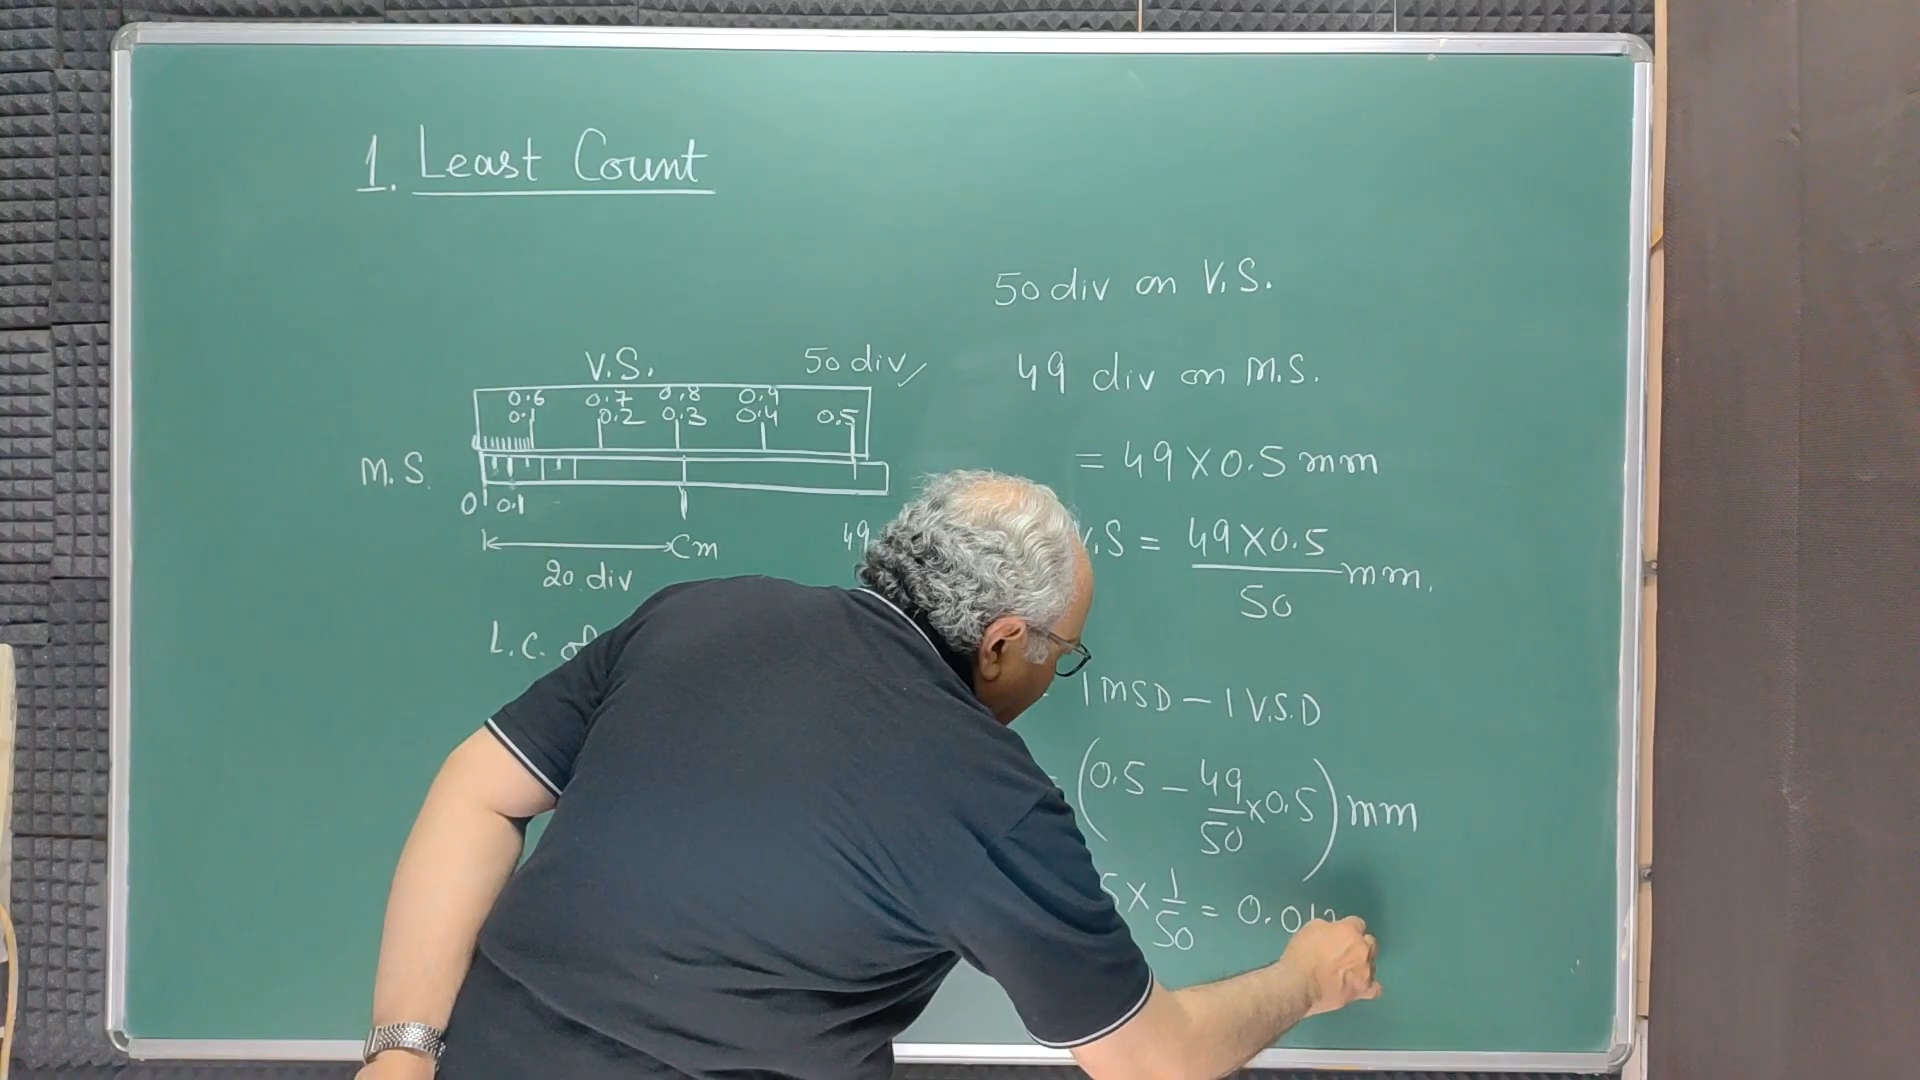 1. Least Count
50 div on V.S.
V.S. 50 div ✓
49 div on M.S.
0.6 0.7 0.8 0.9
0.1 0.2 0.3 0.4 0.5
M.S.
= 49 X 0.5 mm
0 0.1
Cm
49
V.S = 49 X 0.5 / 50 mm.
20 div
L.C. of
1 MSD - 1 V.S.D
= (0.5 - 49/50 x 0.5) mm
5 X 1/50 = 0.01